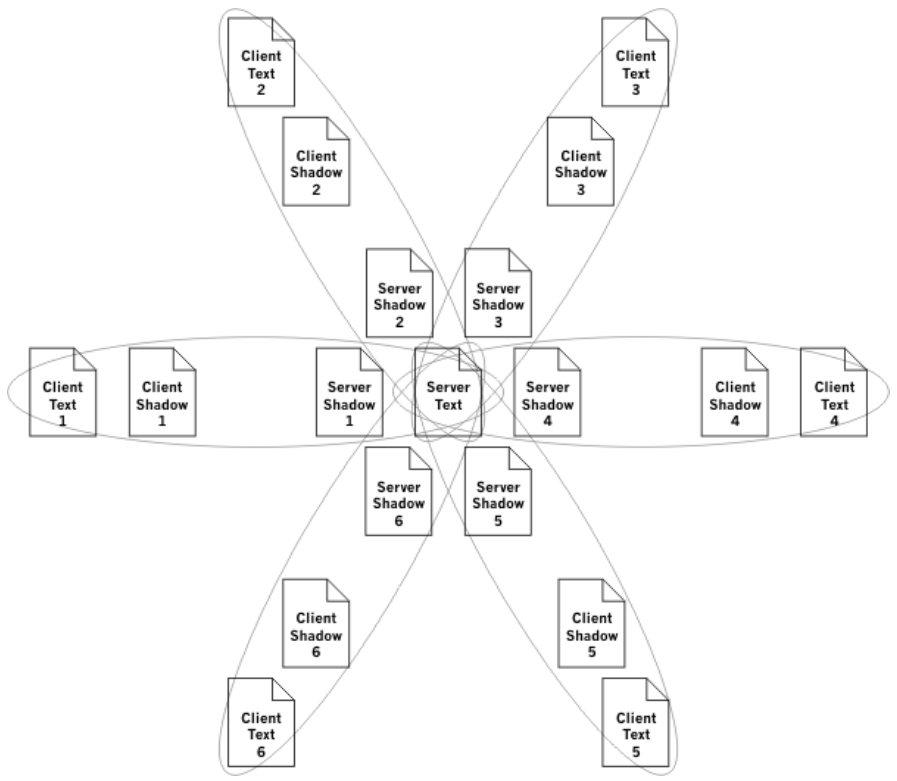 Client
Text
2
Client
Text
3
Client
Shadow
2
Client
Shadow
3
Server
Shadow
2
Server
Shadow
3
Client
Text
1
Client
Shadow
1
Server
Shadow
1
Server
Text
Server
Shadow
4
Client
Shadow
4
Client
Text
4
Server
Shadow
6
Server
Shadow
5
Client
Shadow
6
Client
Shadow
5
Client
Text
6
Client
Text
5